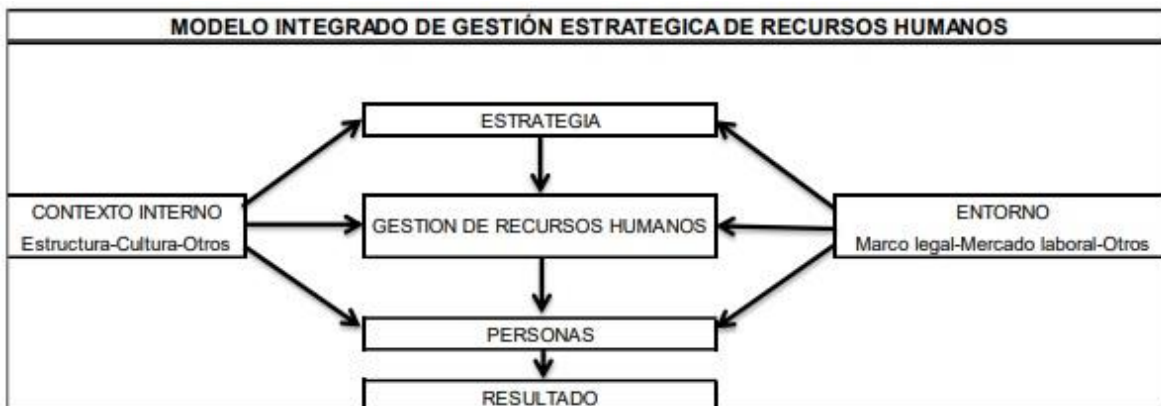 MODELO INTEGRADO DE GESTIÓN ESTRATEGICA DE RECURSOS HUMANOS
ESTRATEGIA
CONTEXTO INTERNO
Estructura-Cultura-Otros
GESTION DE RECURSOS HUMANOS
ENTORNO
Marco legal-Mercado laboral-Otros
PERSONAS
RESULTADO